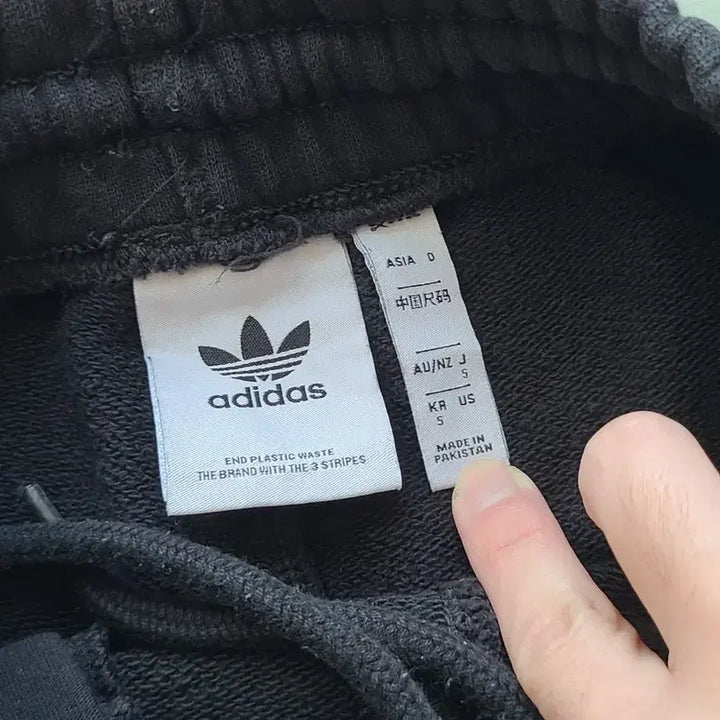 adidas
END PLASTIC WASTE
THE BRAND WITH THE 3 STRIPES
ASIA D
中国尺码
AU/NZ J
S
KR US
S
MADE IN
PAKISTAN